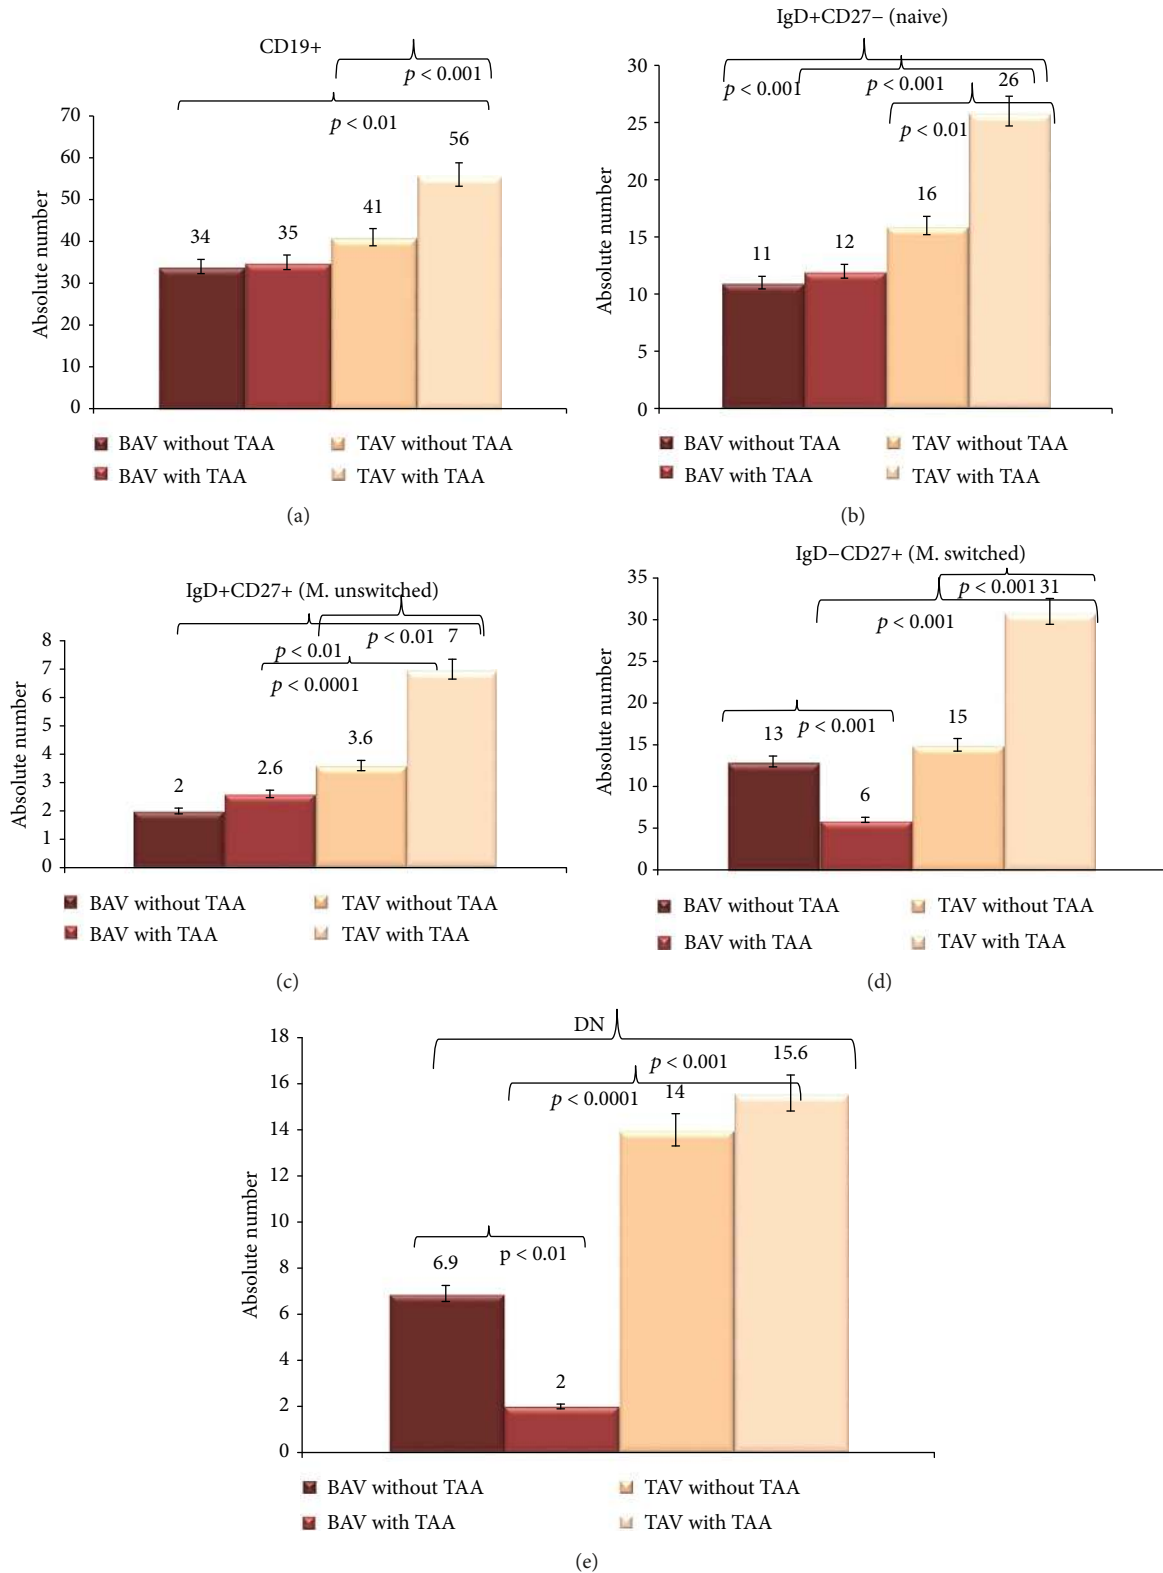 CD19+
p < 0.001
p < 0.01
Absolute number
70
60
50
40
30
20
10
0
34
35
41
56
BAV without TAA
TAV without TAA
BAV with TAA
TAV with TAA
(a)
IgD+CD27− (naive)
p < 0.001
p < 0.001
p < 0.01
Absolute number
30
25
20
15
10
5
0
11
12
16
26
BAV without TAA
TAV without TAA
BAV with TAA
TAV with TAA
(b)
IgD+CD27+ (M. unswitched)
p < 0.01
p < 0.01
p < 0.0001
Absolute number
8
7
6
5
4
3
2
1
0
2
2.6
3.6
7
BAV without TAA
TAV without TAA
BAV with TAA
TAV with TAA
(c)
IgD−CD27+ (M. switched)
p < 0.001
p < 0.001
p < 0.001
Absolute number
35
30
25
20
15
10
5
0
13
6
15
31
BAV without TAA
TAV without TAA
BAV with TAA
TAV with TAA
(d)
DN
p < 0.001
p < 0.0001
p < 0.01
Absolute number
18
16
14
12
10
8
6
4
2
0
6.9
2
14
15.6
BAV without TAA
TAV without TAA
BAV with TAA
TAV with TAA
(e)